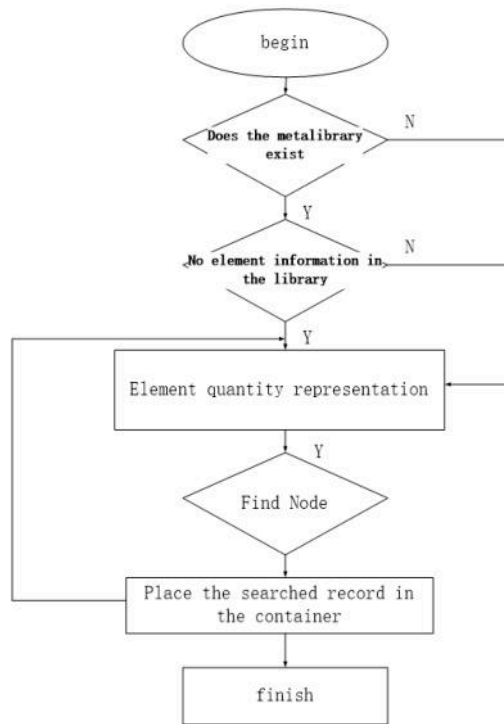 begin
N
Does the metalibrary
exist
Y
N
No element information in
the library
Y
Element quantity representation
Y
Find Node
Place the searched record in
the container
finish